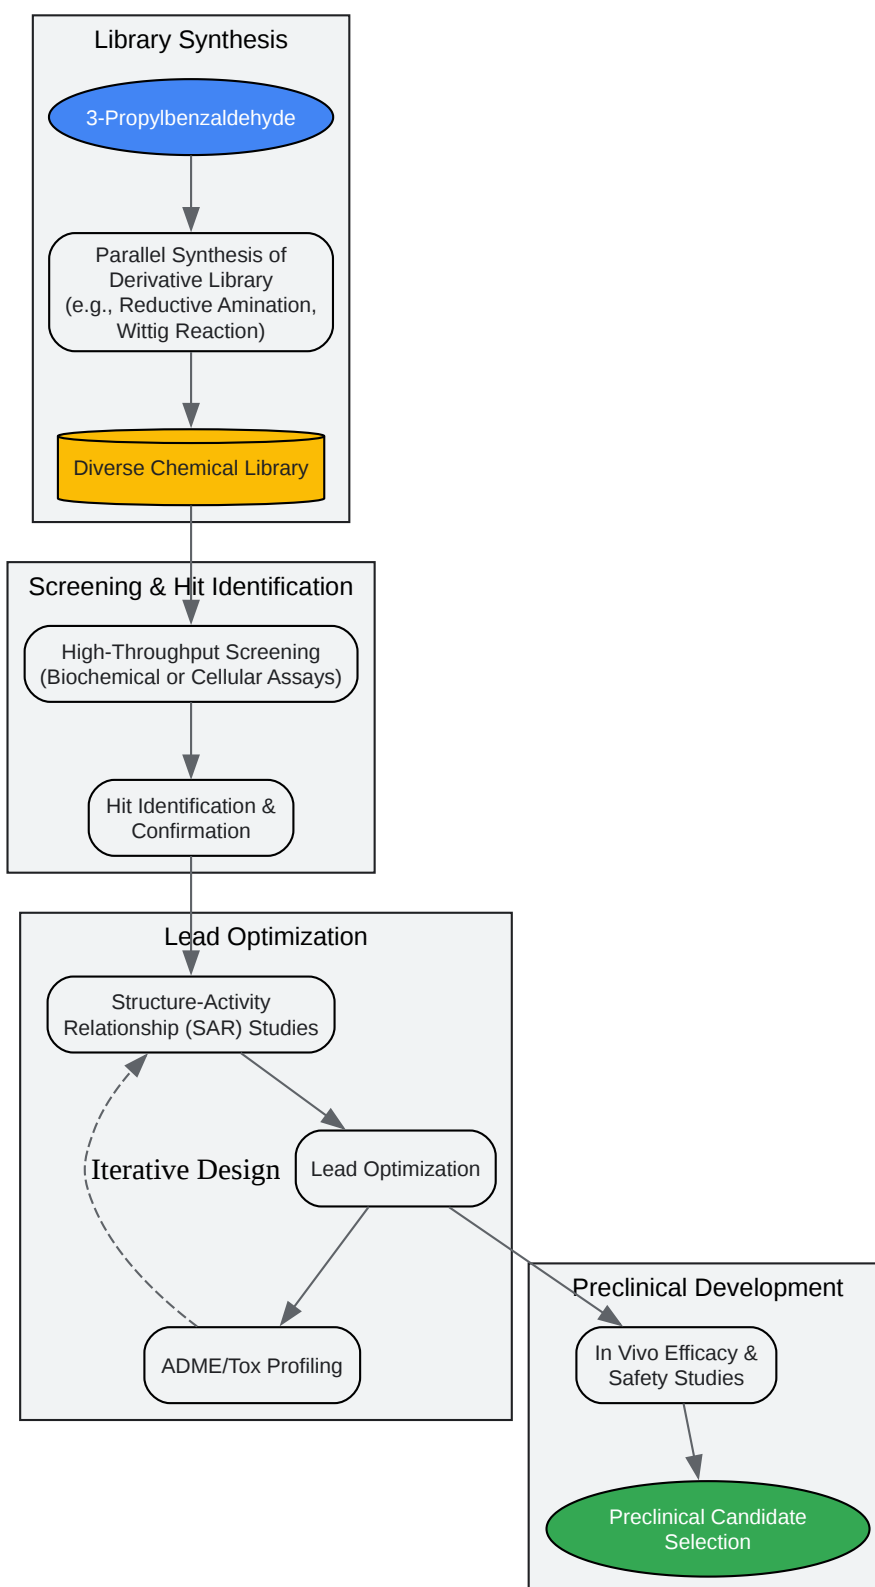 Library Synthesis
3-Propylbenzaldehyde
Parallel Synthesis of
Derivative Library
(e.g., Reductive Amination,
Wittig Reaction)
Diverse Chemical Library
Screening & Hit Identification
High-Throughput Screening
(Biochemical or Cellular Assays)
Hit Identification &
Confirmation
Lead Optimization
Structure-Activity
Relationship (SAR) Studies
Iterative Design
Lead Optimization
ADME/Tox Profiling
Preclinical Development
In Vivo Efficacy &
Safety Studies
Preclinical Candidate
Selection